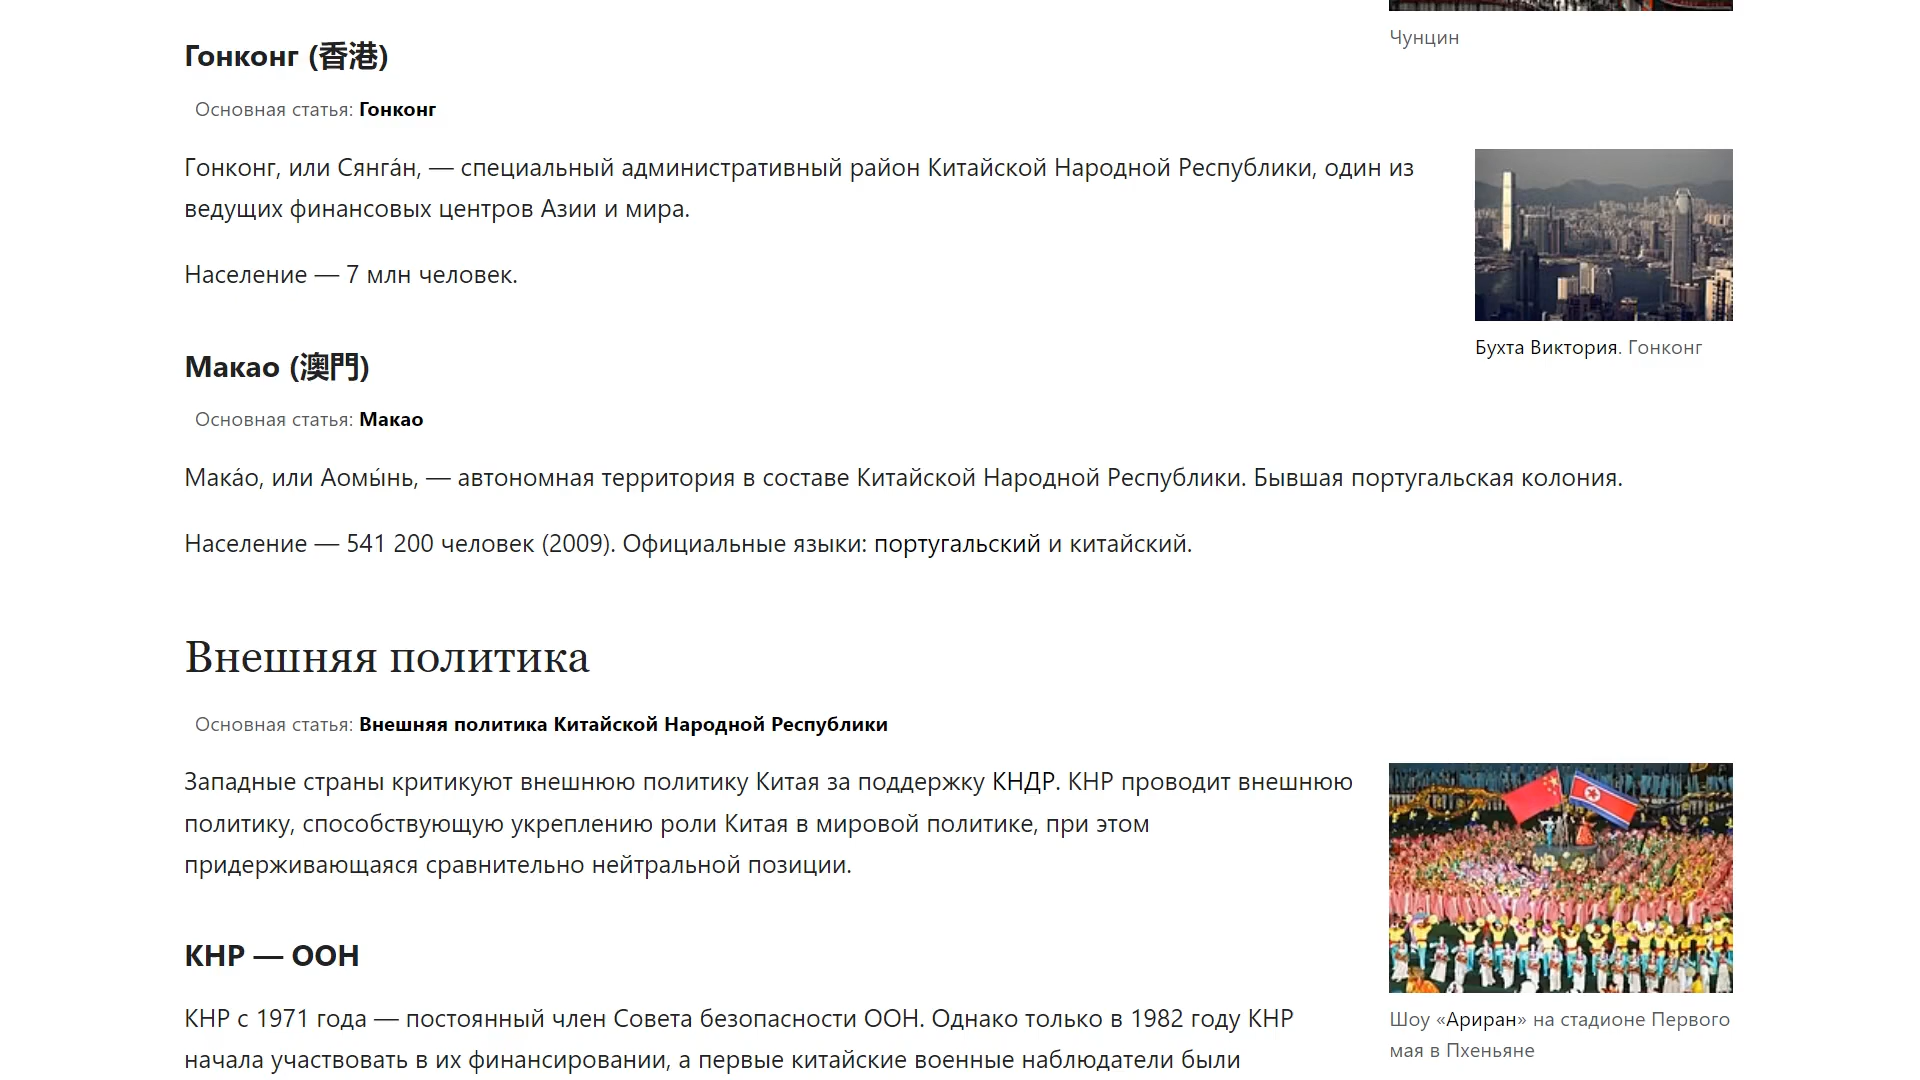 Чунцин
Гонконг (香港)
Основная статья: Гонконг
Гонконг, или Сянга́н, — специальный административный район Китайской Народной Республики, один из
ведущих финансовых центров Азии и мира.
Население — 7 млн человек.
Бухта Виктория. Гонконг
Макао (澳門)
Основная статья: Макао
Мака́о, или Аомы́нь, — автономная территория в составе Китайской Народной Республики. Бывшая португальская колония.
Население — 541 200 человек (2009). Официальные языки: португальский и китайский.
Внешняя политика
Основная статья: Внешняя политика Китайской Народной Республики
Западные страны критикуют внешнюю политику Китая за поддержку КНДР. КНР проводит внешнюю
политику, способствующую укреплению роли Китая в мировой политике, при этом
придерживающаяся сравнительно нейтральной позиции.
КНР — ООН
КНР с 1971 года — постоянный член Совета безопасности ООН. Однако только в 1982 году КНР
начала участвовать в их финансировании, а первые китайские военные наблюдатели были
Шоу «Ариран» на стадионе Первого
мая в Пхеньяне